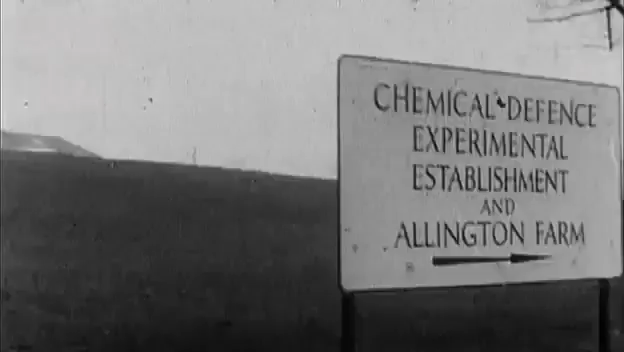 CHEMICAL-DEFENCE
EXPERIMENTAL
ESTABLISHMENT
AND
ALLINGTON FARM